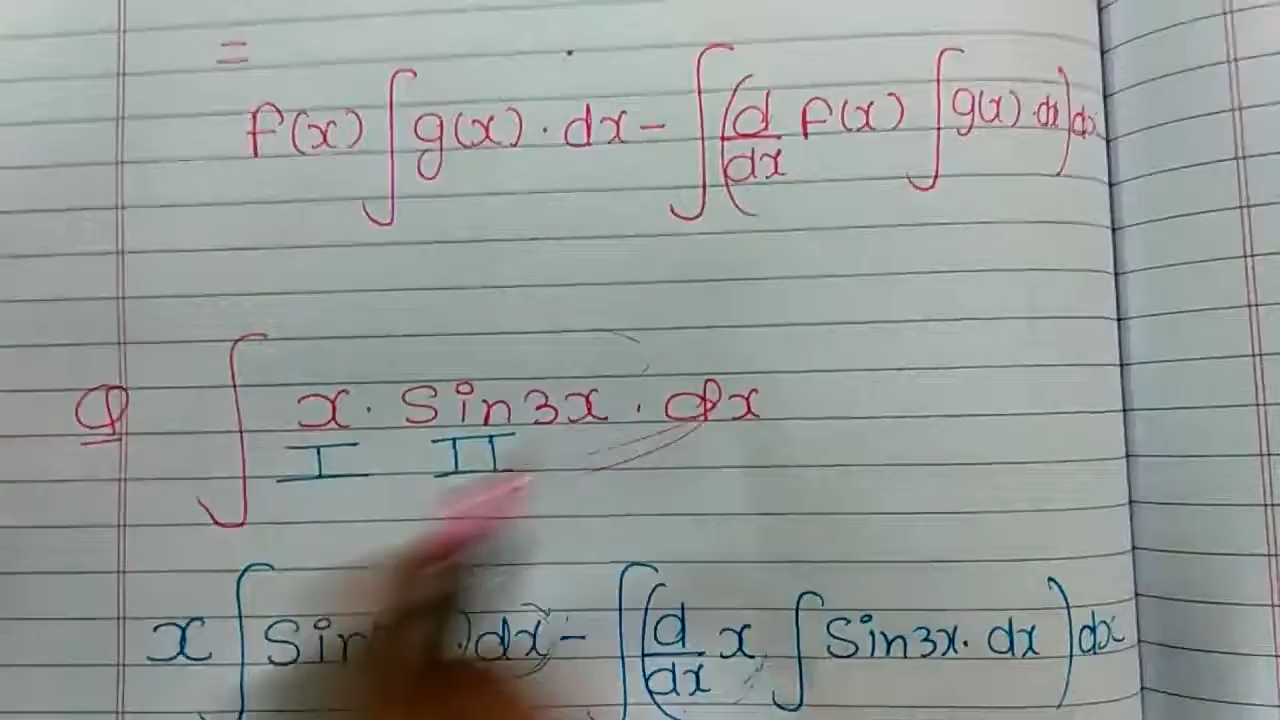 =
f(x) ∫ g(x) · dx - ∫ (d/dx f(x) ∫ g(x) · dx) dx
Q ∫ x · Sin3x · dx
I II
x ∫ Sin ) dx - ∫ (d/dx x ∫ Sin3x · dx) dx